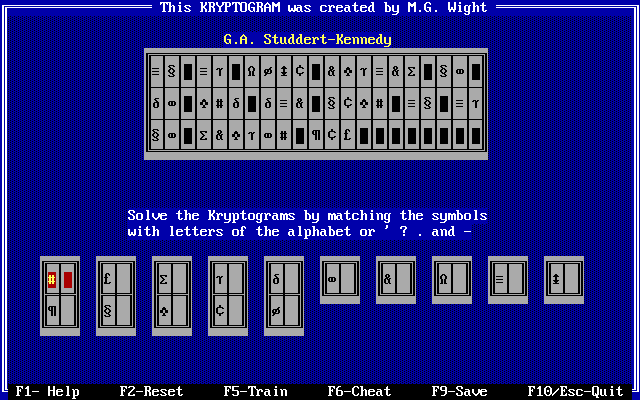 This KRYPTOGRAM was created by M.G. Wight
G.A. Studdert-Kennedy
≡ § ≡ τ Ω ø ‡ ¢ & ♠ τ ≡ & Σ § ∞
δ ∞ ♠ # δ δ ≡ & § ¢ ♠ # ≡ § ≡ τ
§ ∞ Σ & ♠ τ ∞ # ¶ ¢ £
Solve the Kryptograms by matching the symbols
with letters of the alphabet or ' ? . and -
# £ Σ τ δ ∞ & Ω ≡ ‡
¶ § ♠ ¢ ø
F1- Help F2-Reset F5-Train F6-Cheat F9-Save F10/Esc-Quit